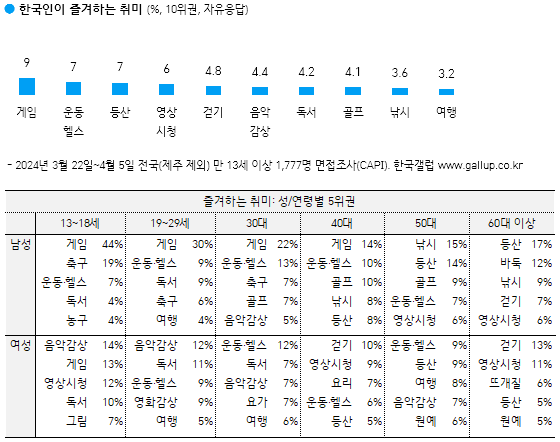 한국인이 즐겨하는 취미 (%, 10위권, 자유응답)
9 7 7 6 4.8 4.4 4.2 4.1 3.6 3.2
게임 운동 등산 영상 걷기 음악 독서 골프 낚시 여행
헬스 시청 감상
- 2024년 3월 22일~4월 5일 전국(제주 제외) 만 13세 이상 1,777명 면접조사(CAPI). 한국갤럽 www.gallup.co.kr
즐겨하는 취미: 성/연령별 5위권
13~18세 19~29세 30대 40대 50대 60대 이상
남성 게임 44% 게임 30% 게임 22% 게임 14% 낚시 15% 등산 17%
축구 19% 운동·헬스 9% 운동·헬스 13% 운동·헬스 10% 등산 14% 바둑 12%
운동·헬스 7% 독서 9% 축구 7% 골프 10% 골프 9% 낚시 9%
독서 4% 축구 6% 골프 7% 낚시 8% 운동·헬스 7% 걷기 7%
농구 4% 여행 4% 음악감상 5% 등산 8% 영상시청 6% 영상시청 6%
여성 음악감상 14% 음악감상 12% 운동·헬스 12% 걷기 10% 운동·헬스 9% 걷기 13%
게임 13% 독서 11% 독서 7% 영상시청 9% 등산 9% 영상시청 11%
영상시청 12% 운동·헬스 9% 음악감상 7% 요리 7% 여행 8% 뜨개질 6%
독서 10% 영화감상 9% 요가 7% 운동·헬스 6% 음악감상 7% 등산 5%
그림 7% 여행 5% 여행 6% 등산 5% 원예 6% 원예 5%